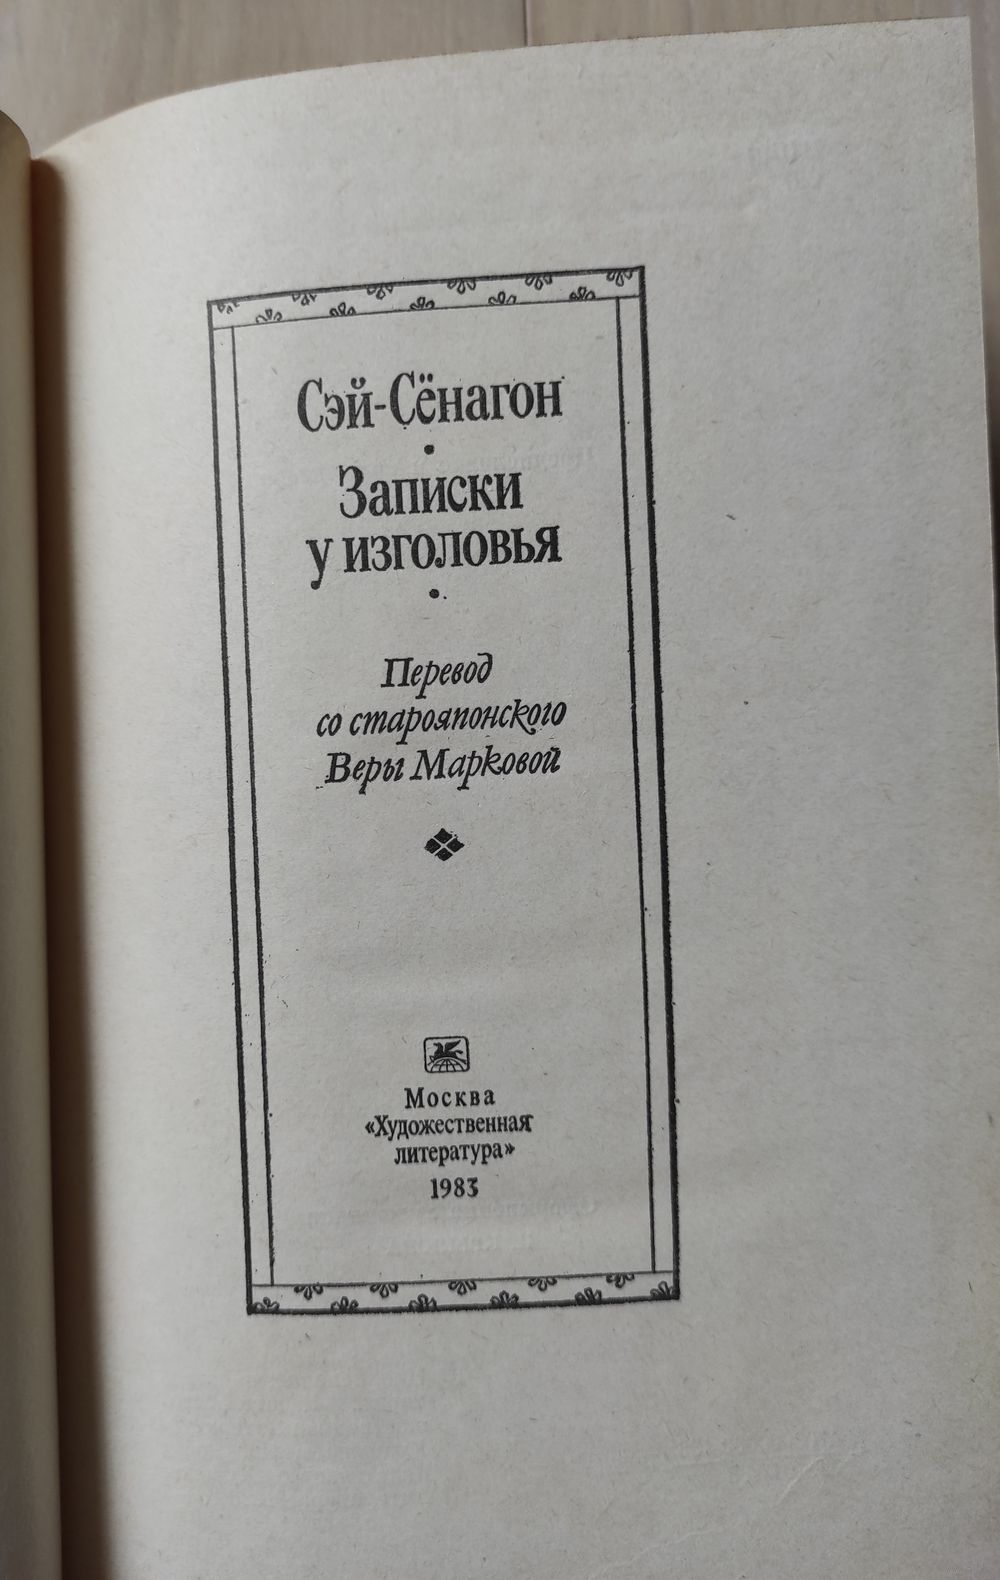 Сэй-Сёнагон
Записки
у изголовья
Перевод
со старояпонского
Веры Марковой
Москва
«Художественная
литература»
1983